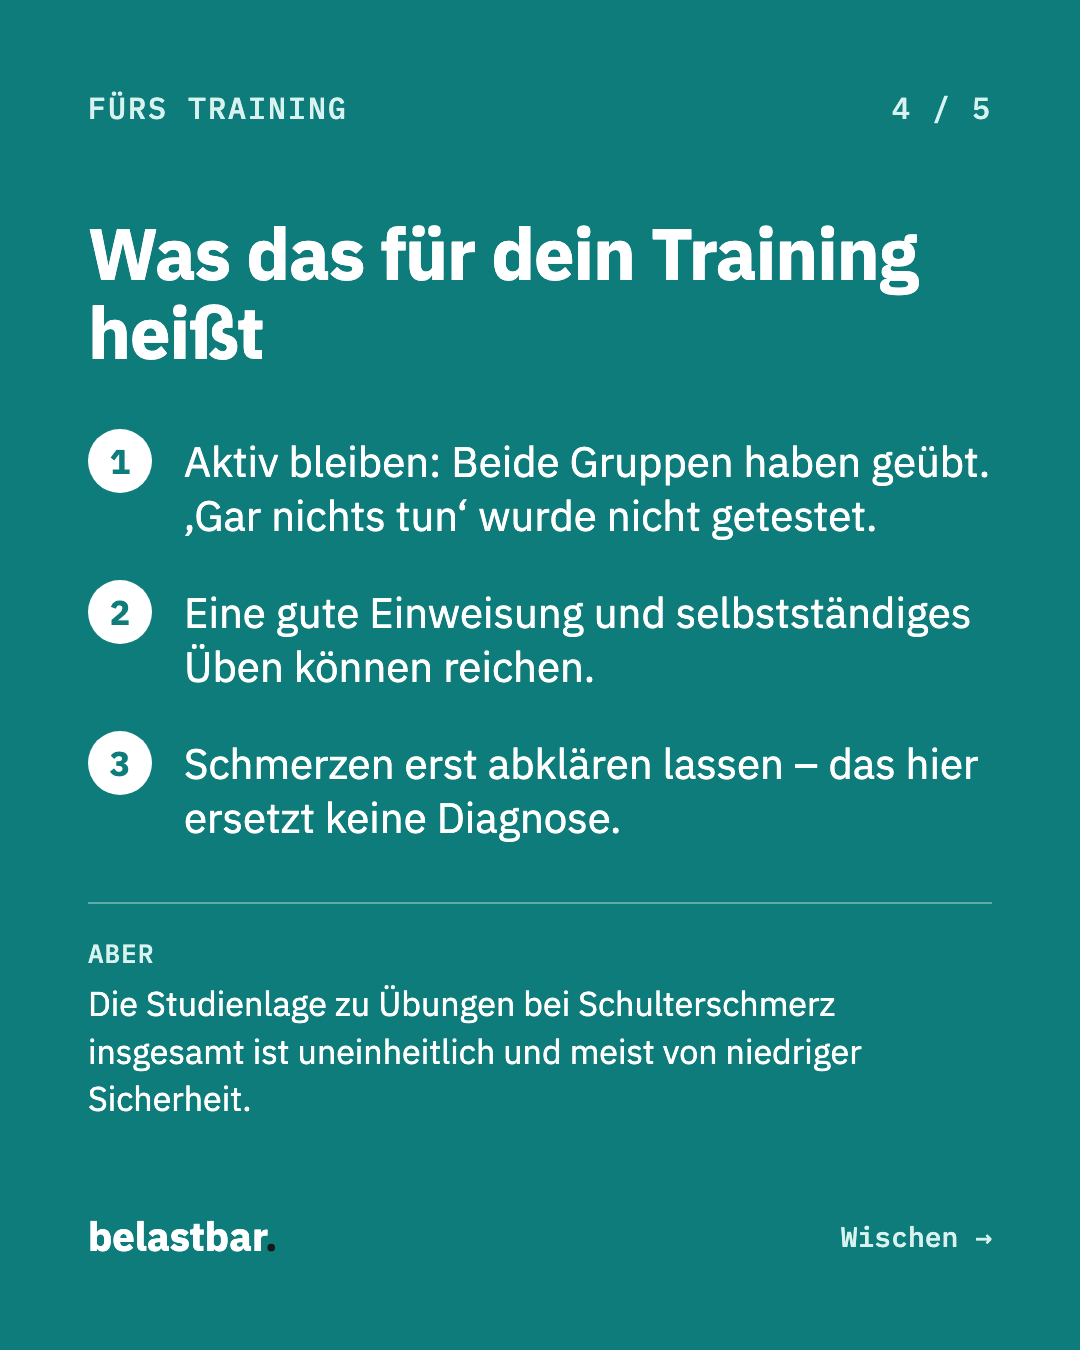 FÜRS TRAINING
4 / 5
Was das für dein Training
heißt
1 Aktiv bleiben: Beide Gruppen haben geübt.
‚Gar nichts tun‘ wurde nicht getestet.
2 Eine gute Einweisung und selbstständiges
Üben können reichen.
3 Schmerzen erst abklären lassen – das hier
ersetzt keine Diagnose.
ABER
Die Studienlage zu Übungen bei Schulterschmerz
insgesamt ist uneinheitlich und meist von niedriger
Sicherheit.
belastbar.
Wischen →